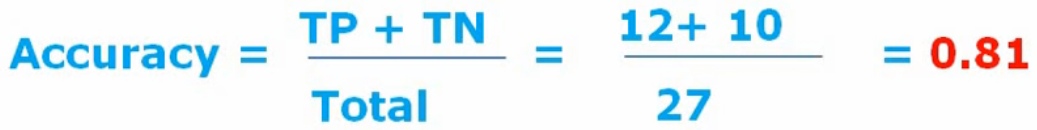 Accuracy = TP + TN / Total = 12+ 10 / 27 = 0.81